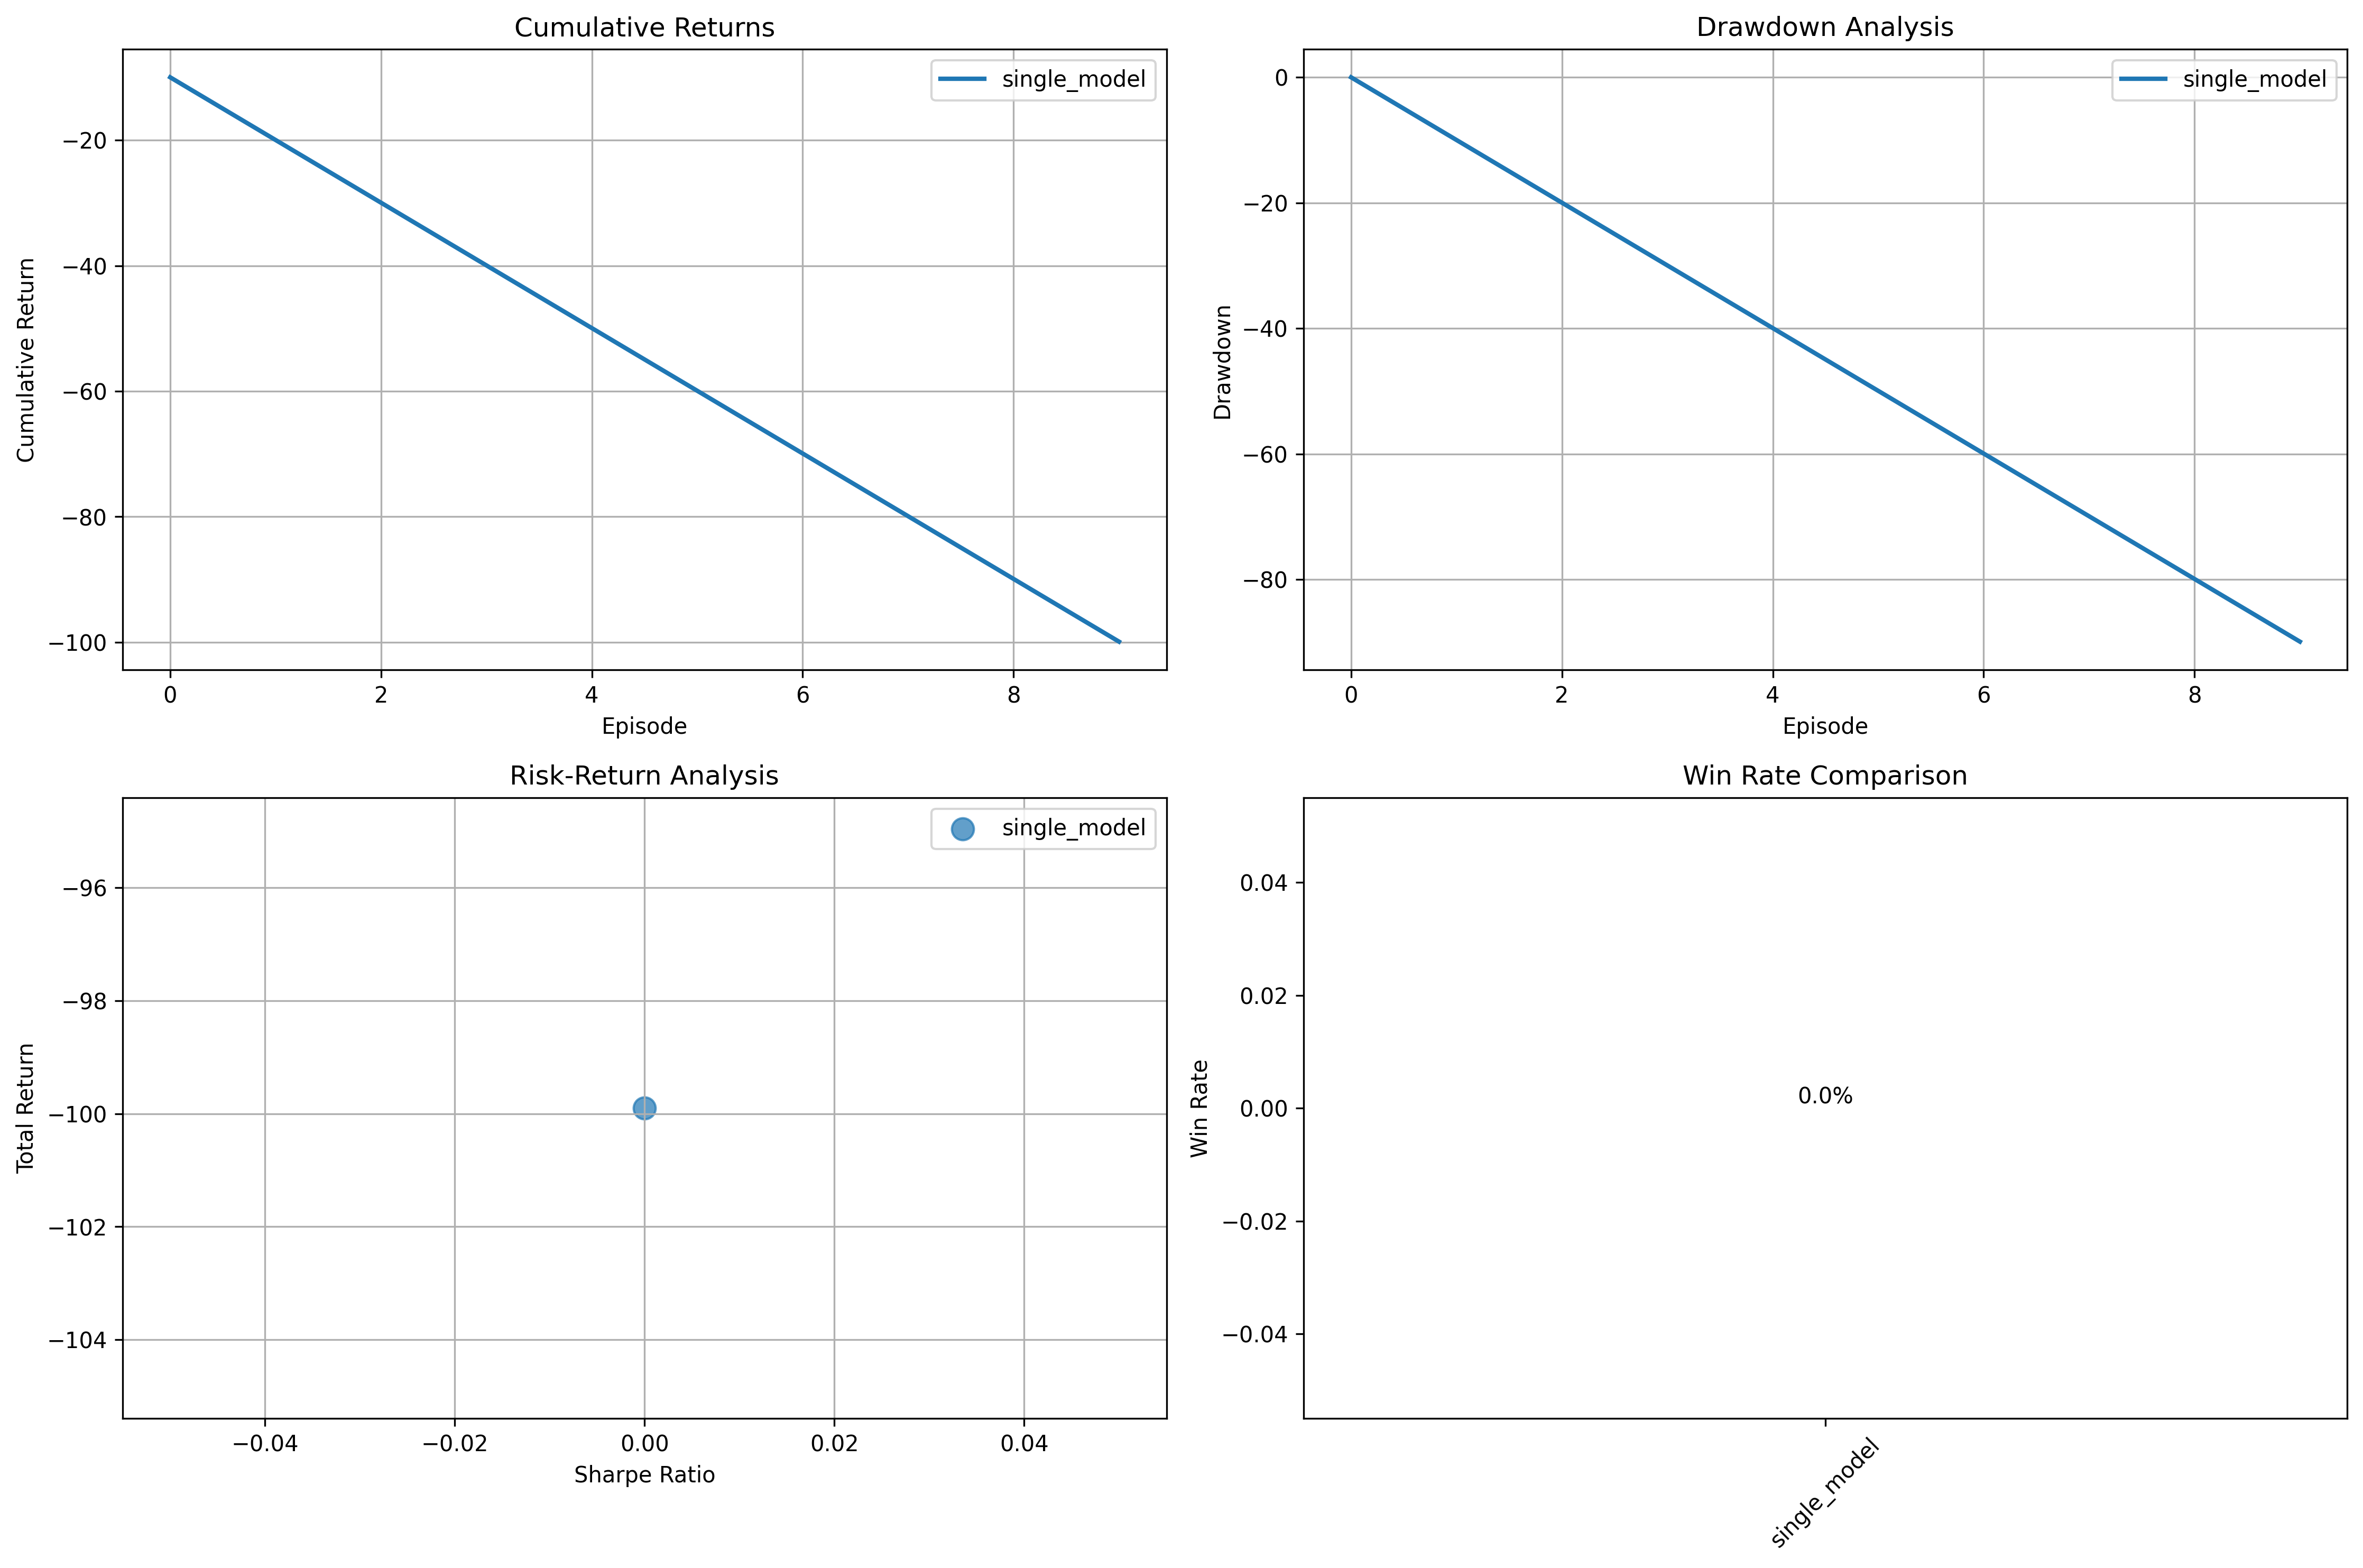 Cumulative Returns
single_model
Cumulative Return
−20
−40
−60
−80
−100
0 2 4 6 8
Episode
Drawdown Analysis
single_model
Drawdown
0
−20
−40
−60
−80
0 2 4 6 8
Episode
Risk-Return Analysis
single_model
Total Return
−96
−98
−100
−102
−104
−0.04 −0.02 0.00 0.02 0.04
Sharpe Ratio
Win Rate Comparison
Win Rate
0.04
0.02
0.00
−0.02
−0.04
0.0%
single_model